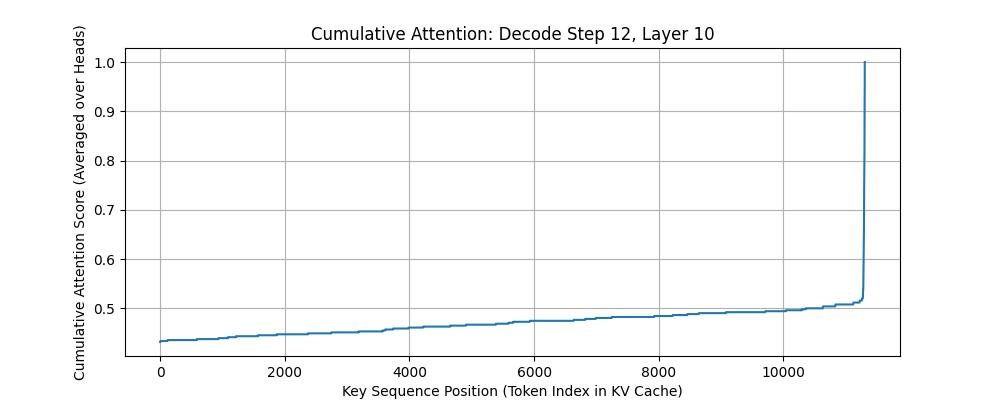 Cumulative Attention: Decode Step 12, Layer 10
Cumulative Attention Score (Averaged over Heads)
1.0
0.9
0.8
0.7
0.6
0.5
0 2000 4000 6000 8000 10000
Key Sequence Position (Token Index in KV Cache)